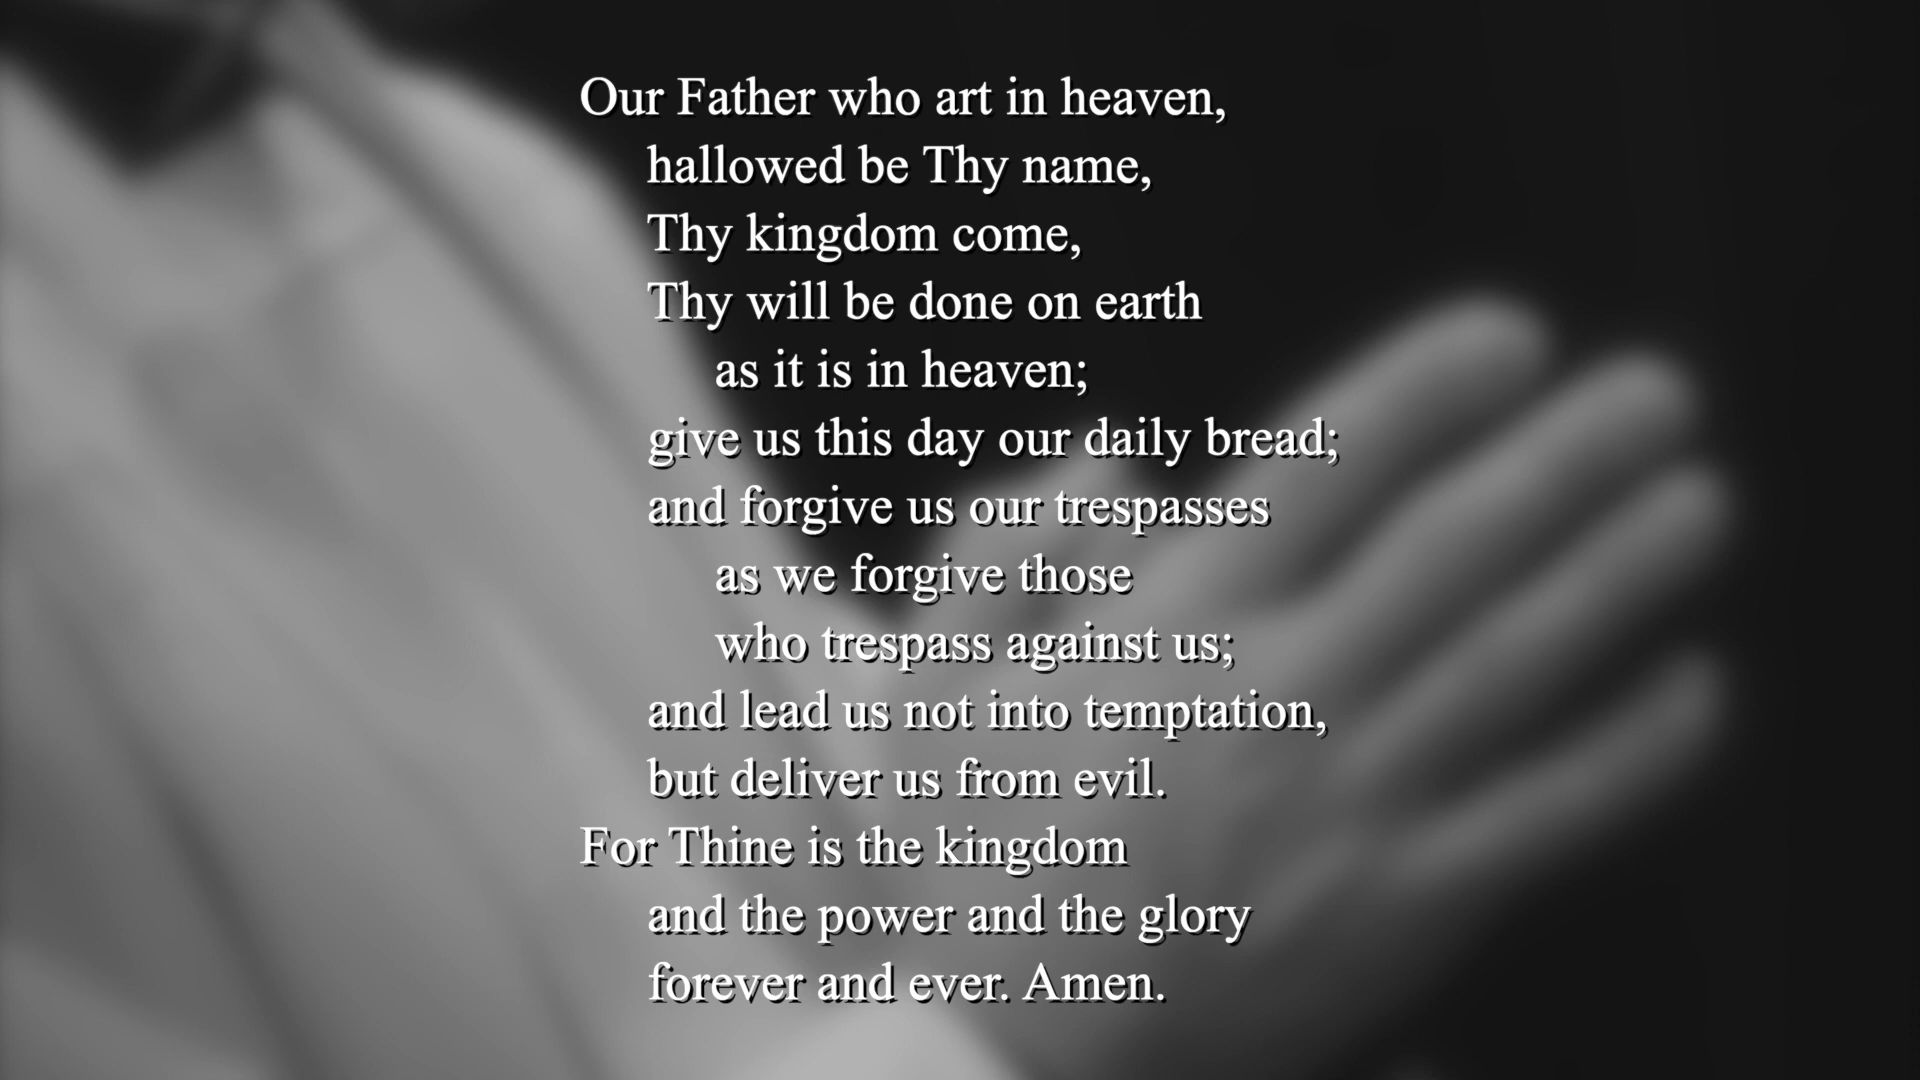 Our Father who art in heaven,
hallowed be Thy name,
Thy kingdom come,
Thy will be done on earth
as it is in heaven;
give us this day our daily bread;
and forgive us our trespasses
as we forgive those
who trespass against us;
and lead us not into temptation,
but deliver us from evil.
For Thine is the kingdom
and the power and the glory
forever and ever. Amen.